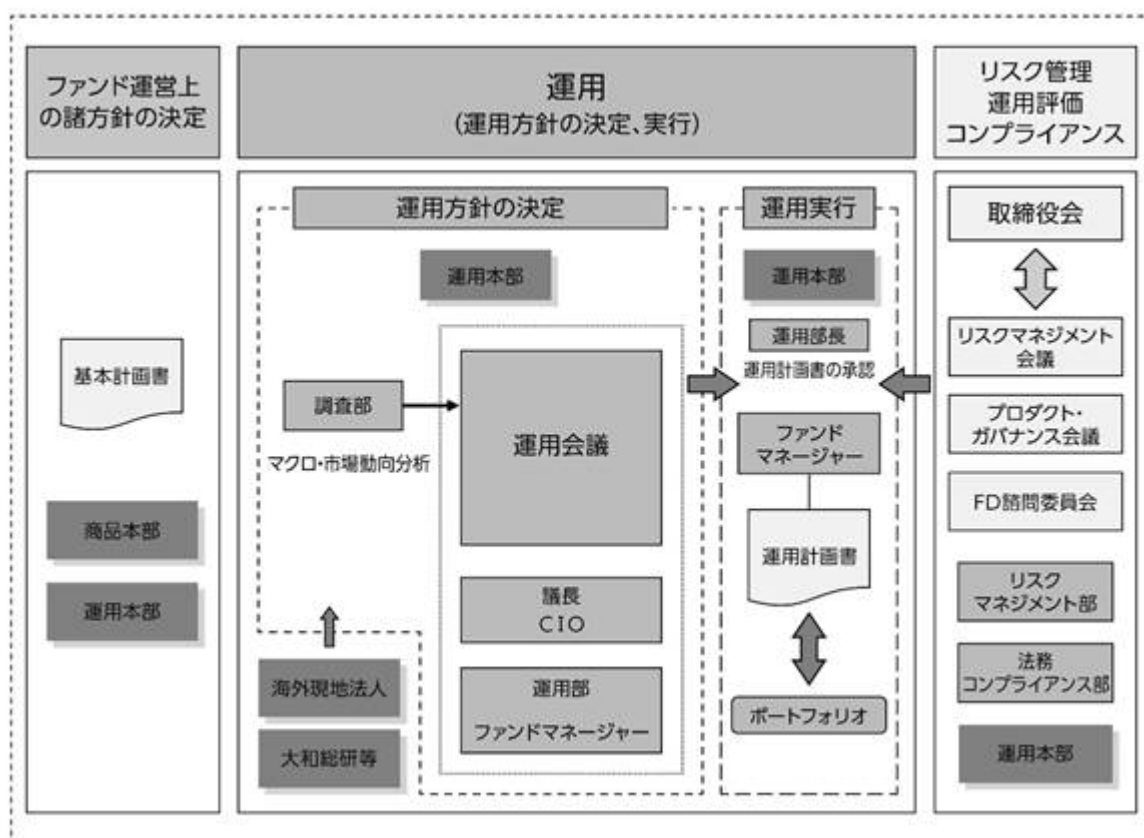 ファンド運営上
の諸方針の決定
運用
(運用方針の決定、実行)
リスク管理
運用評価
コンプライアンス
基本計画書
商品本部
運用本部
運用方針の決定
運用本部
調査部
マクロ・市場動向分析
運用会議
議長
CIO
運用部
ファンドマネージャー
海外現地法人
大和総研等
運用実行
運用本部
運用部長
運用計画書の承認
ファンド
マネージャー
運用計画書
ポートフォリオ
取締役会
リスクマネジメント
会議
プロダクト・
ガバナンス会議
FD諮問委員会
リスク
マネジメント部
法務
コンプライアンス部
運用本部